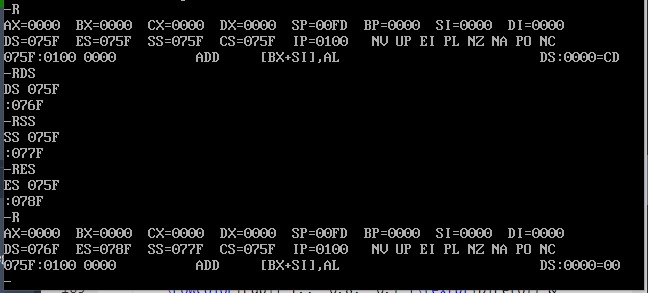 -R
AX=0000  BX=0000  CX=0000  DX=0000  SP=00FD  BP=0000  SI=0000  DI=0000
DS=075F  ES=075F  SS=075F  CS=075F  IP=0100   NV UP EI PL NZ NA PO NC
075F:0100 0000          ADD     [BX+SI],AL                         DS:0000=CD
-RDS
DS 075F
:076F
-RSS
SS 075F
:077F
-RES
ES 075F
:078F
-R
AX=0000  BX=0000  CX=0000  DX=0000  SP=00FD  BP=0000  SI=0000  DI=0000
DS=076F  ES=078F  SS=077F  CS=075F  IP=0100   NV UP EI PL NZ NA PO NC
075F:0100 0000          ADD     [BX+SI],AL                         DS:0000=00
-